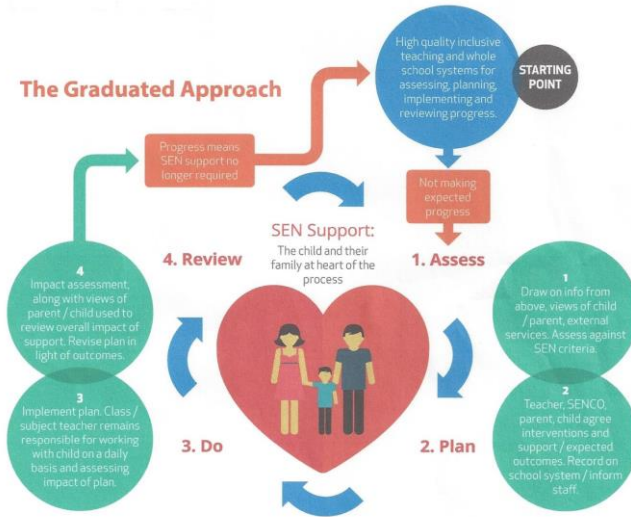 The Graduated Approach
High quality inclusive
teaching and whole
school systems for
assessing, planning,
implementing and
reviewing progress.
STARTING
POINT
Progress means
SEN support no
longer required
Not making
expected
progress
SEN Support:
The child and their
family at heart of the
process
1. Assess
1
Draw on info from
above, views of child
/ parent, external
services. Assess against
SEN criteria.
2. Plan
2
Teacher, SENCO,
parent, child agree
interventions and
support / expected
outcomes. Record on
school system / inform
staff.
3. Do
3
Implement plan. Class /
subject teacher remains
responsible for working
with child on a daily
basis and assessing
impact of plan.
4. Review
4
Impact assessment,
along with views of
parent / child used to
review overall impact of
support. Revise plan in
light of outcomes.